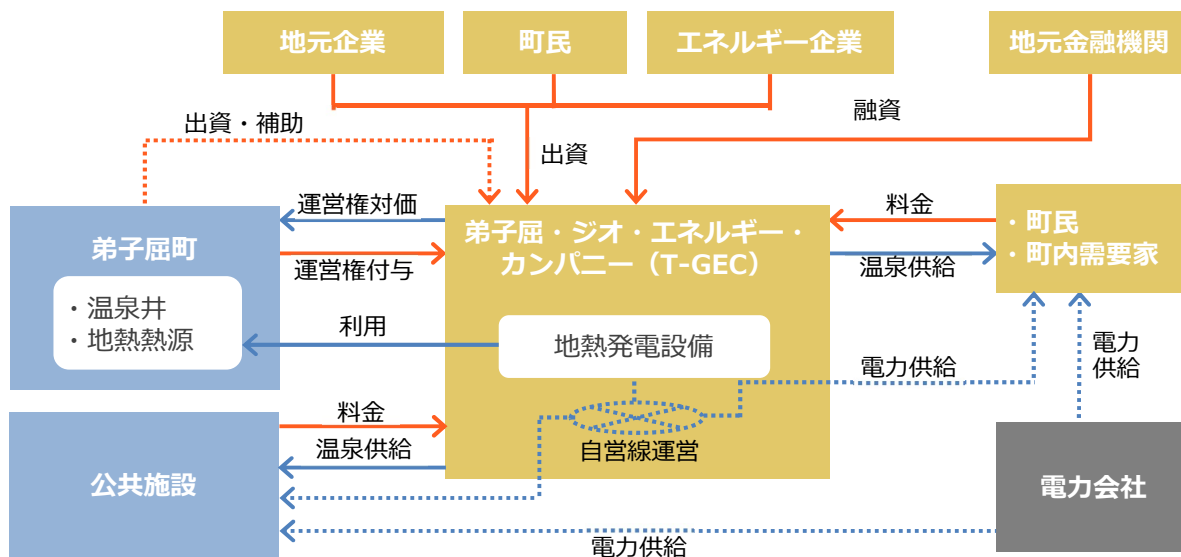 地元企業
町民
エネルギー企業
地元金融機関
出資・補助
融資
出資
運営権対価
料金
弟子屈町
・温泉井
・地熱熱源
運営権付与
利用
弟子屈・ジオ・エネルギー・
カンパニー（T-GEC）
地熱発電設備
温泉供給
・町民
・町内需要家
電力供給
電力
供給
料金
温泉供給
自営線運営
公共施設
電力会社
電力供給